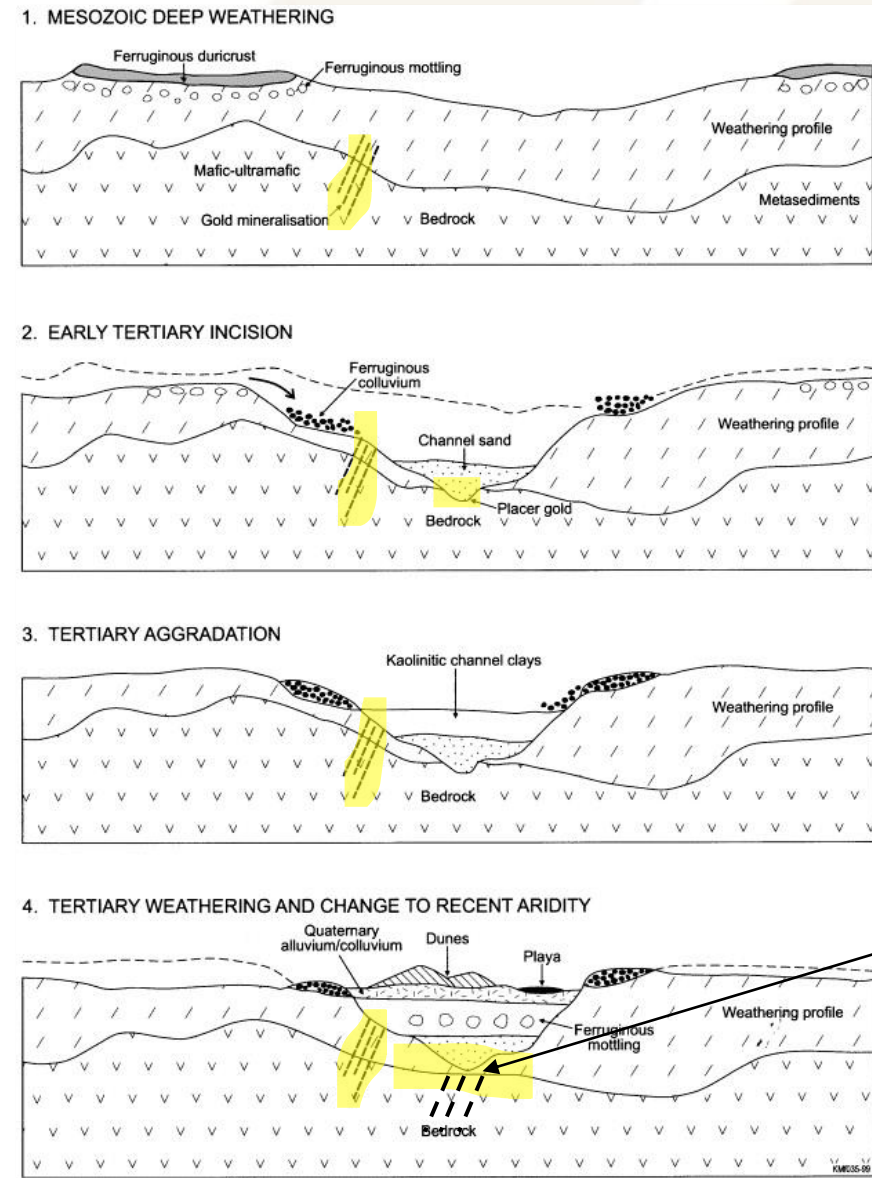 1. MESOZOIC DEEP WEATHERING
Ferruginous duricrust
Ferruginous mottling
Weathering profile
Mafic-ultramafic
Metasediments
Gold mineralisation
Bedrock
2. EARLY TERTIARY INCISION
Ferruginous
colluvium
Weathering profile
Channel sand
Placer gold
Bedrock
3. TERTIARY AGGRADATION
Kaolinitic channel clays
Weathering profile
Bedrock
4. TERTIARY WEATHERING AND CHANGE TO RECENT ARIDITY
Quaternary
alluvium/colluvium
Dunes
Playa
Weathering profile
Ferruginous
mottling
Bedrock
KMI035-99